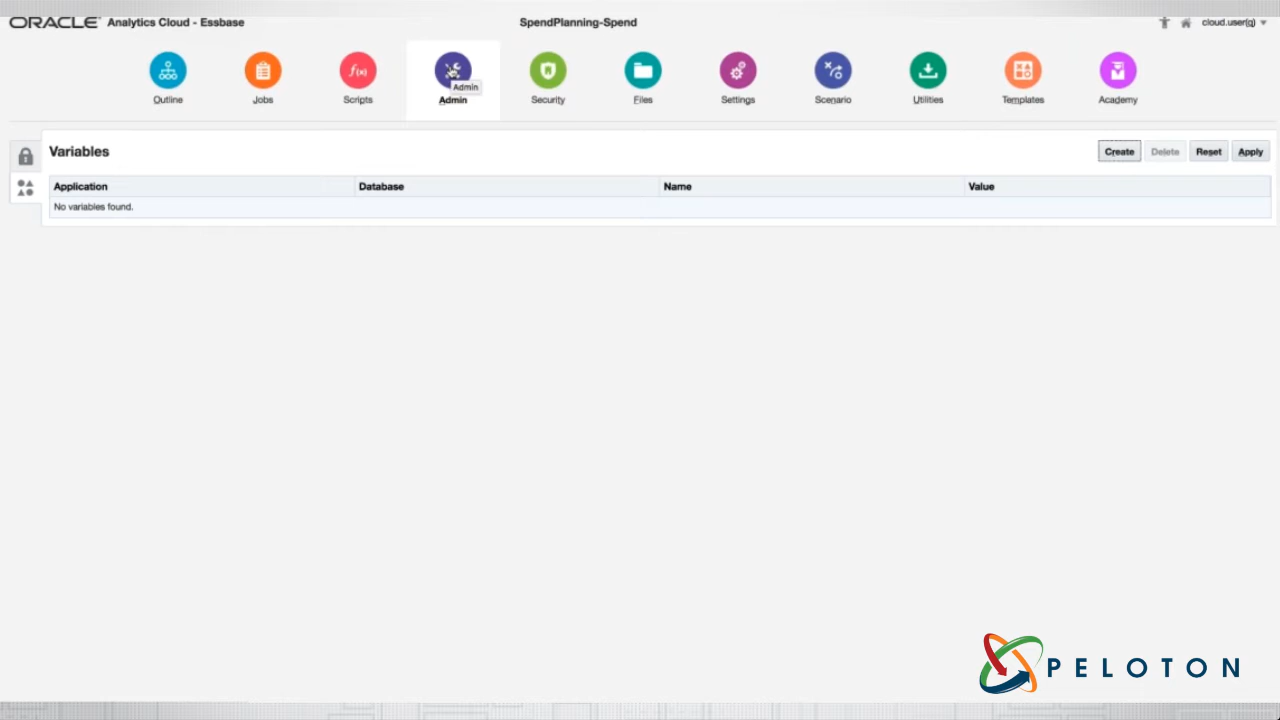 ORACLE Analytics Cloud - Essbase
SpendPlanning-Spend
cloud.user(g)
Outline
Jobs
f(x)
Scripts
Admin
Admin
Security
Files
Settings
Scenario
Utilities
Templates
Academy
Variables
Create Delete Reset Apply
Application Database Name Value
No variables found.
PELOTON